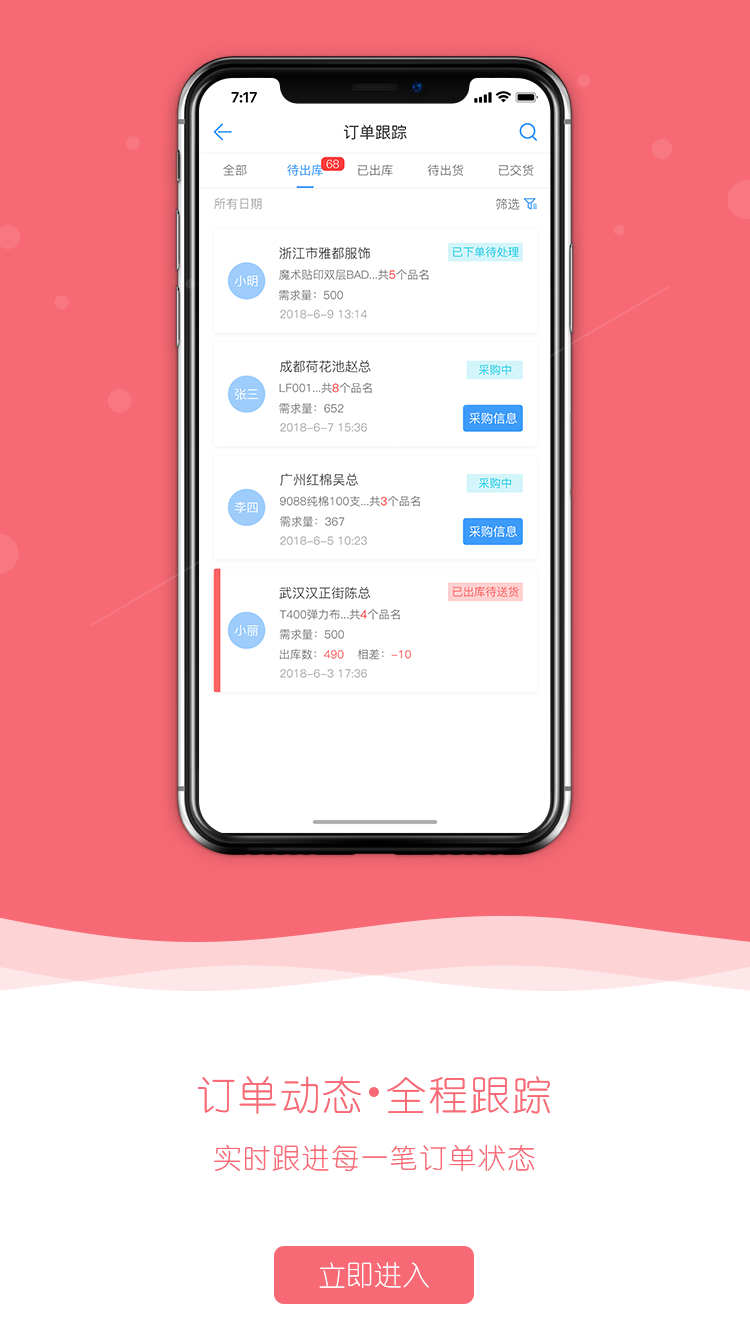 7:17
订单跟踪
全部 待出库 68 已出库 待出货 已交货
所有日期 筛选
浙江市雅都服饰 已下单待处理
小明
魔术贴印双层BAD...共5个品名
需求量：500
2018-6-9 13:14
成都荷花池赵总 采购中
张三
LF001...共8个品名
需求量：652 采购信息
2018-6-7 15:36
广州红棉吴总 采购中
李四
9088纯棉100支...共3个品名
需求量：367 采购信息
2018-6-5 10:23
武汉汉正街陈总 已出库待送货
T400弹力布...共4个品名
小丽
需求量：500
出库数：490 相差：-10
2018-6-3 17:36
订单动态·全程跟踪
实时跟进每一笔订单状态
立即进入